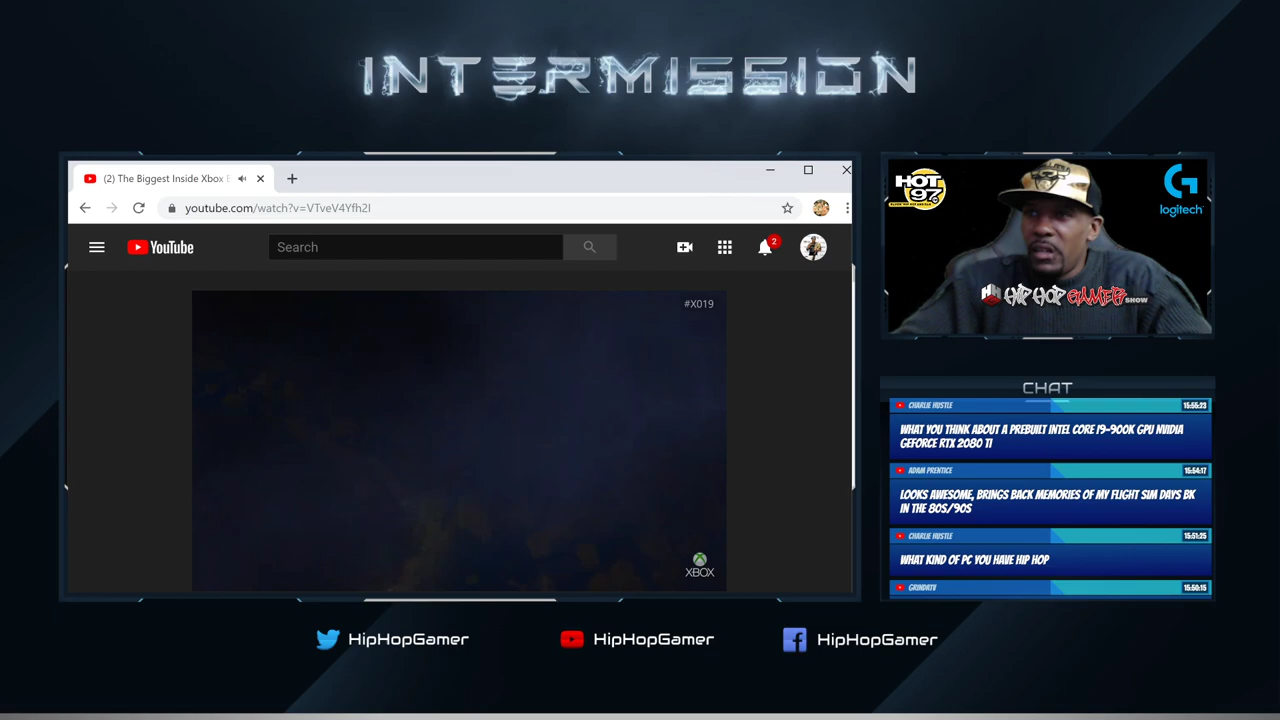 INTERMISSION
(2) The Biggest Inside Xbox E
youtube.com/watch?v=VTveV4Yfh2I
YouTube
Search
2
#X019
XBOX
HOT
97
logitech
HIP HOP GAMER SHOW
CHAT
CHARLIE HUSTLE
15:55:23
WHAT YOU THINK ABOUT A PREBUILT INTEL CORE I9-900K GPU NVIDIA
GEFORCE RTX 2080 TI
ADAM PRENTICE
15:54:17
LOOKS AWESOME, BRINGS BACK MEMORIES OF MY FLIGHT SIM DAYS BK
IN THE 80S/90S
CHARLIE HUSTLE
15:51:25
WHAT KIND OF PC YOU HAVE HIP HOP
GRINDATV
15:50:15
HipHopGamer
HipHopGamer
HipHopGamer